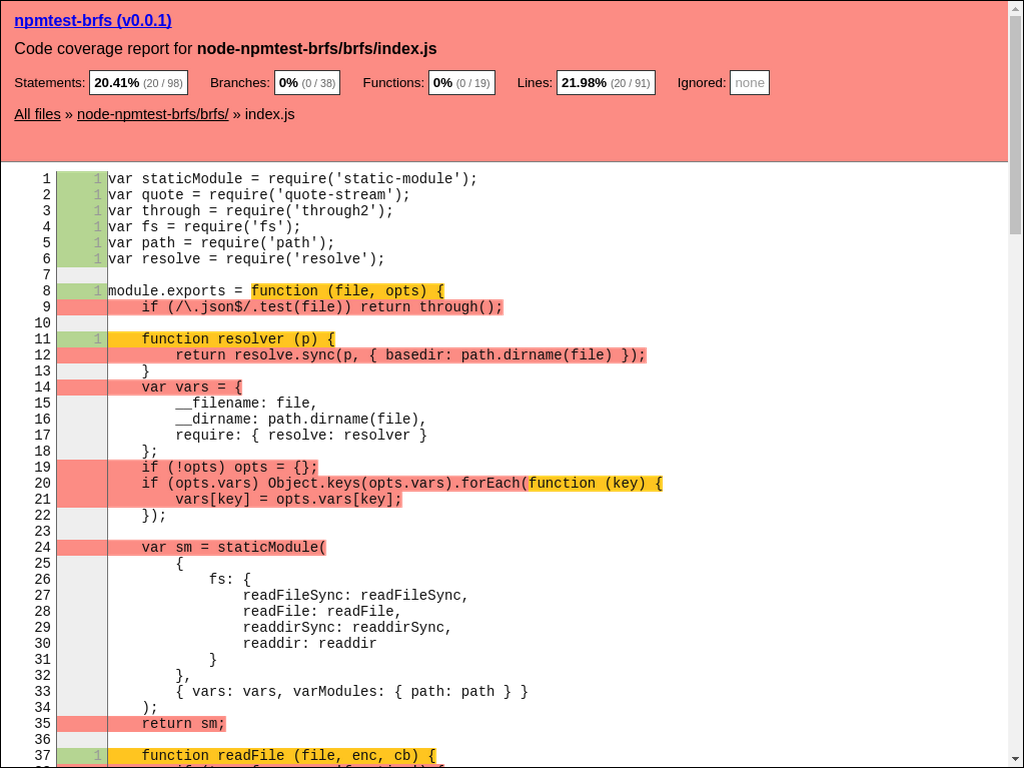 npmtest-brfs (v0.0.1)
Code coverage report for node-npmtest-brfs/brfs/index.js
Statements: 20.41% (20 / 98) Branches: 0% (0 / 38) Functions: 0% (0 / 19) Lines: 21.98% (20 / 91) Ignored: none
All files » node-npmtest-brfs/brfs/ » index.js
1 1 var staticModule = require('static-module');
2 1 var quote = require('quote-stream');
3 1 var through = require('through2');
4 1 var fs = require('fs');
5 1 var path = require('path');
6 1 var resolve = require('resolve');
7
8 1 module.exports = function (file, opts) {
9     if (/\.json$/.test(file)) return through();
10
11 1     function resolver (p) {
12         return resolve.sync(p, { basedir: path.dirname(file) });
13     }
14     var vars = {
15         __filename: file,
16         __dirname: path.dirname(file),
17         require: { resolve: resolver }
18     };
19     if (!opts) opts = {};
20     if (opts.vars) Object.keys(opts.vars).forEach(function (key) {
21         vars[key] = opts.vars[key];
22     });
23
24     var sm = staticModule(
25         {
26             fs: {
27                 readFileSync: readFileSync,
28                 readFile: readFile,
29                 readdirSync: readdirSync,
30                 readdir: readdir
31             }
32         },
33         { vars: vars, varModules: { path: path } }
34     );
35     return sm;
36
37 1     function readFile (file, enc, cb) {